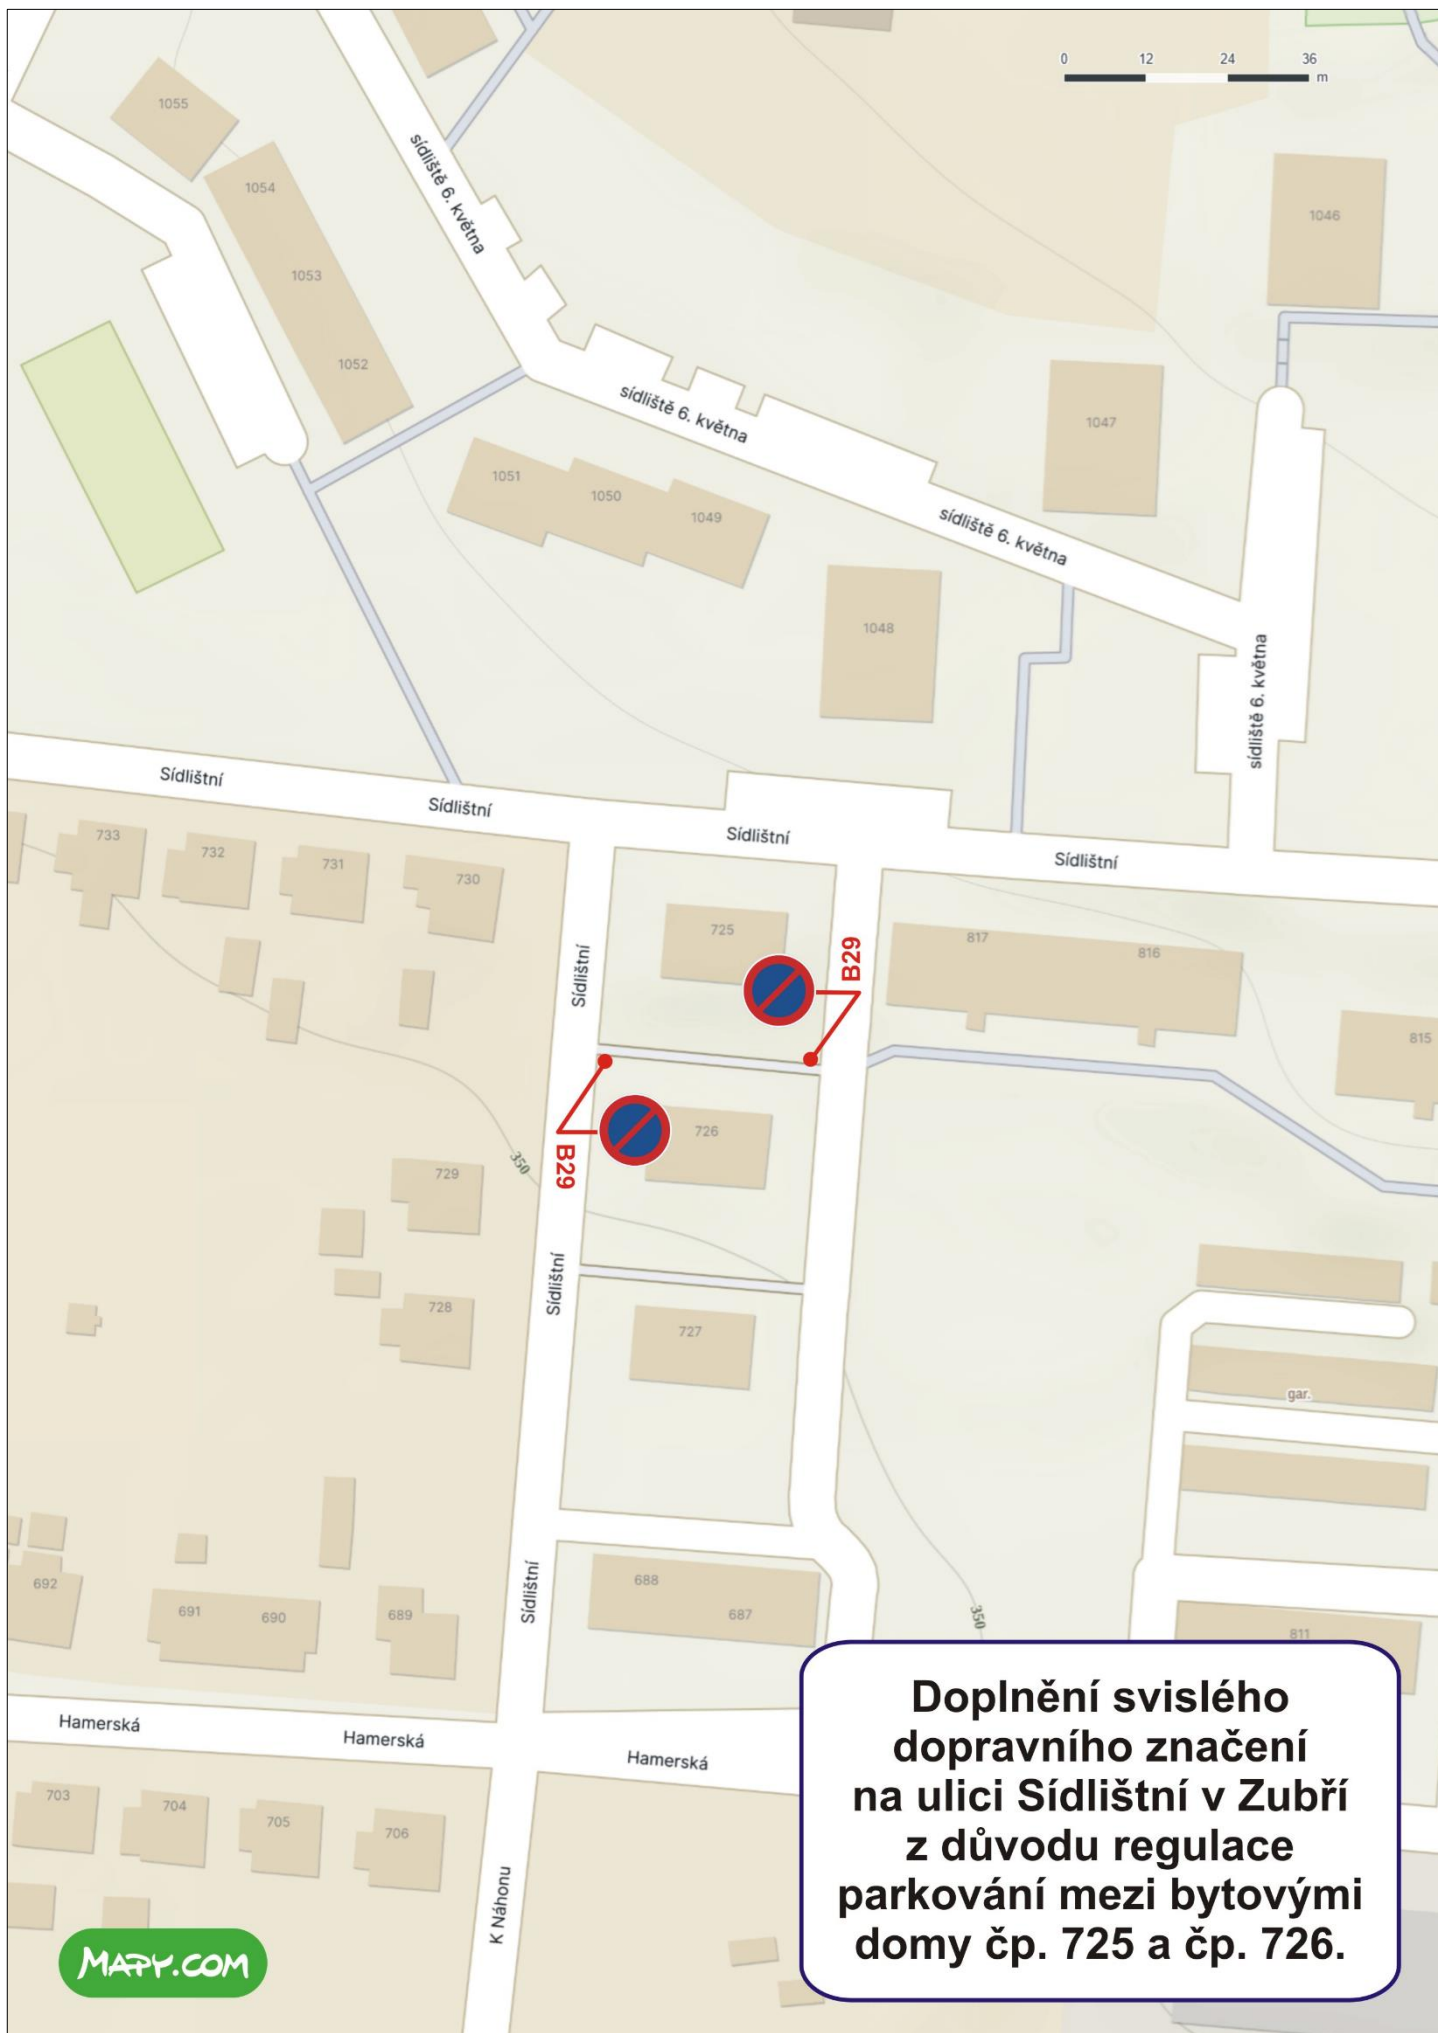 0 12 24 36 m
1055
1054
sídliště 6. května
1046
1053
1052
sídliště 6. května
1047
1051
1050
1049
sídliště 6. května
1048
sídliště 6. května
Sídlištní
Sídlištní
Sídlištní
Sídlištní
733
732
731
730
725
817
816
B29
Sídlištní
815
726
B29
350
729
Sídlištní
728
727
gar.
692
691
690
689
688
687
Sídlištní
350
811
Hamerská
Hamerská
Hamerská
703
704
705
706
K Náhonu
Doplnění svislého
dopravního značení
na ulici Sídlištní v Zubří
z důvodu regulace
parkování mezi bytovými
domy čp. 725 a čp. 726.
MAPY.COM